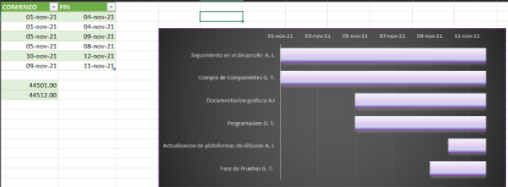 COMIENZO FIN
01-nov-21 04-nov-21
01-nov-21 04-nov-21
05-nov-21 09-nov-21
05-nov-21 08-nov-21
10-nov-21 12-nov-21
09-nov-21 11-nov-21
44501.00
44512.00
01-nov-21 03-nov-21 05-nov-21 07-nov-21 09-nov-21 11-nov-21
Seguimiento en el desarrollo A. I.
Compra de Componentes G. T.
Documentacion grafica A.I
Programacion G. T.
Actualizacion de plataformas de difusion A. I.
Fase de Pruebas G. T.